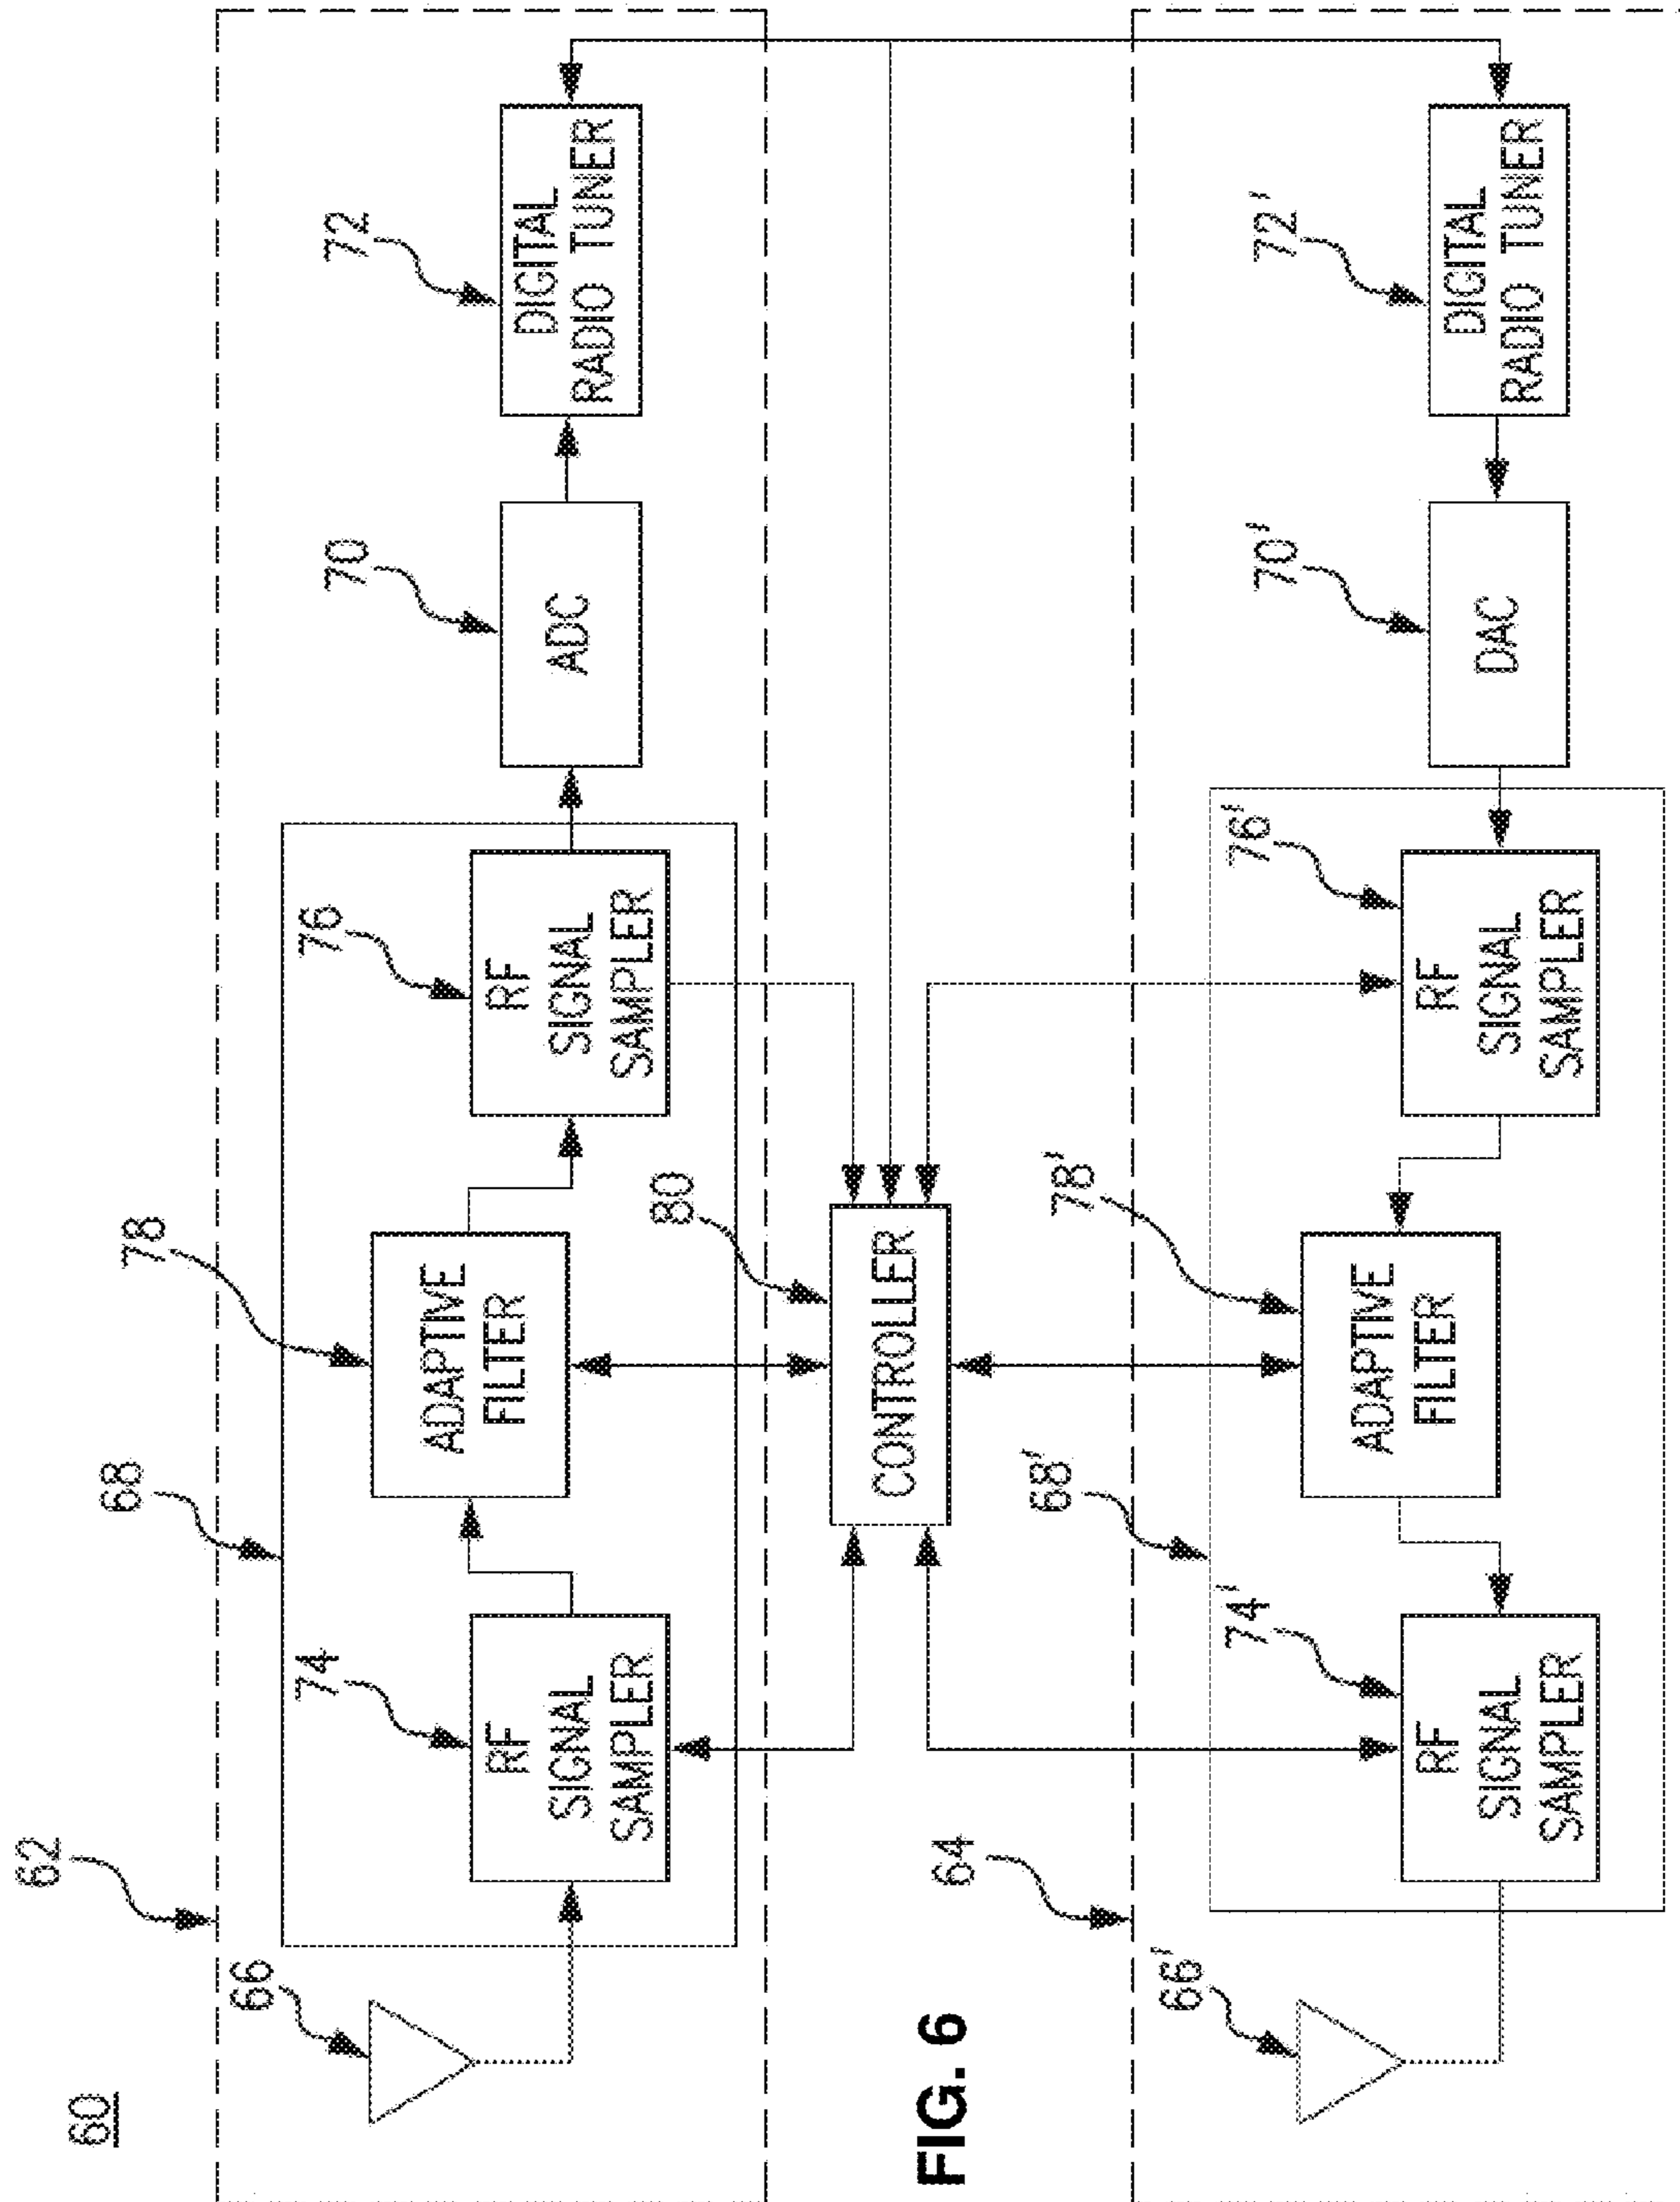 60
62
66
68
74
RF
SIGNAL
SAMPLER
78
ADAPTIVE
FILTER
76
RF
SIGNAL
SAMPLER
70
ADC
72
DIGITAL
RADIO TUNER
80
CONTROLLER
FIG. 6
64
66'
68'
74'
RF
SIGNAL
SAMPLER
78'
ADAPTIVE
FILTER
76'
RF
SIGNAL
SAMPLER
70'
DAC
72'
DIGITAL
RADIO TUNER